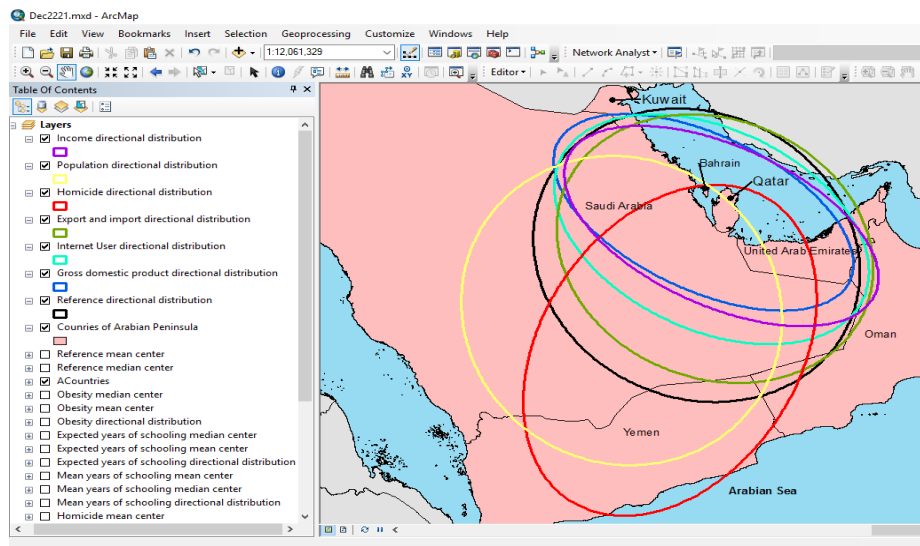 Dec2221.mxd - ArcMap
File Edit View Bookmarks Insert Selection Geoprocessing Customize Windows Help
1:12,061,329 Network Analyst
Editor
Table Of Contents
Layers
Income directional distribution
Population directional distribution
Homicide directional distribution
Export and import directional distribution
Internet User directional distribution
Gross domestic product directional distribution
Reference directional distribution
Counries of Arabian Peninsula
Reference mean center
Reference median center
ACountries
Obesity median center
Obesity mean center
Obesity directional distribution
Expected years of schooling median center
Expected years of schooling mean center
Expected years of schooling directional distribution
Mean years of schooling mean center
Mean years of schooling median center
Mean years of schooling directional distribution
Homicide mean center
Kuwait
Bahrain
Qatar
Saudi Arabia
United Arab Emirates
Oman
Yemen
Arabian Sea